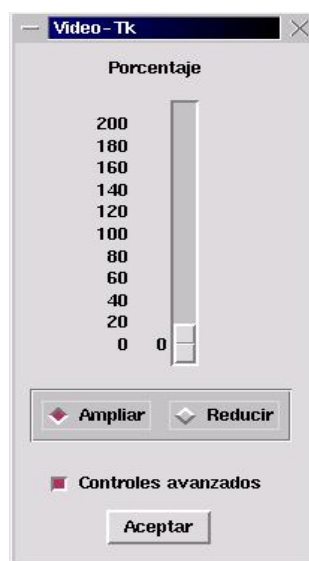 Video-Tk
Porcentaje
200
180
160
140
120
100
80
60
40
20
0 0
Ampliar Reducir
Controles avanzados
Aceptar